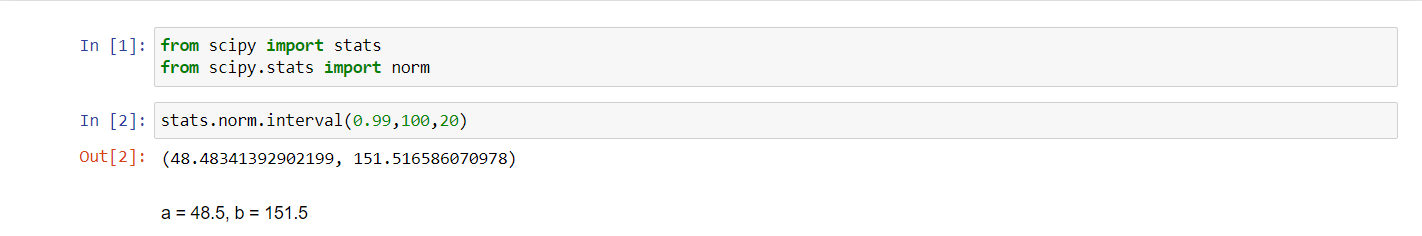 In [1]: from scipy import stats
from scipy.stats import norm
In [2]: stats.norm.interval(0.99,100,20)
Out[2]: (48.48341392902199, 151.516586070978)
a = 48.5, b = 151.5